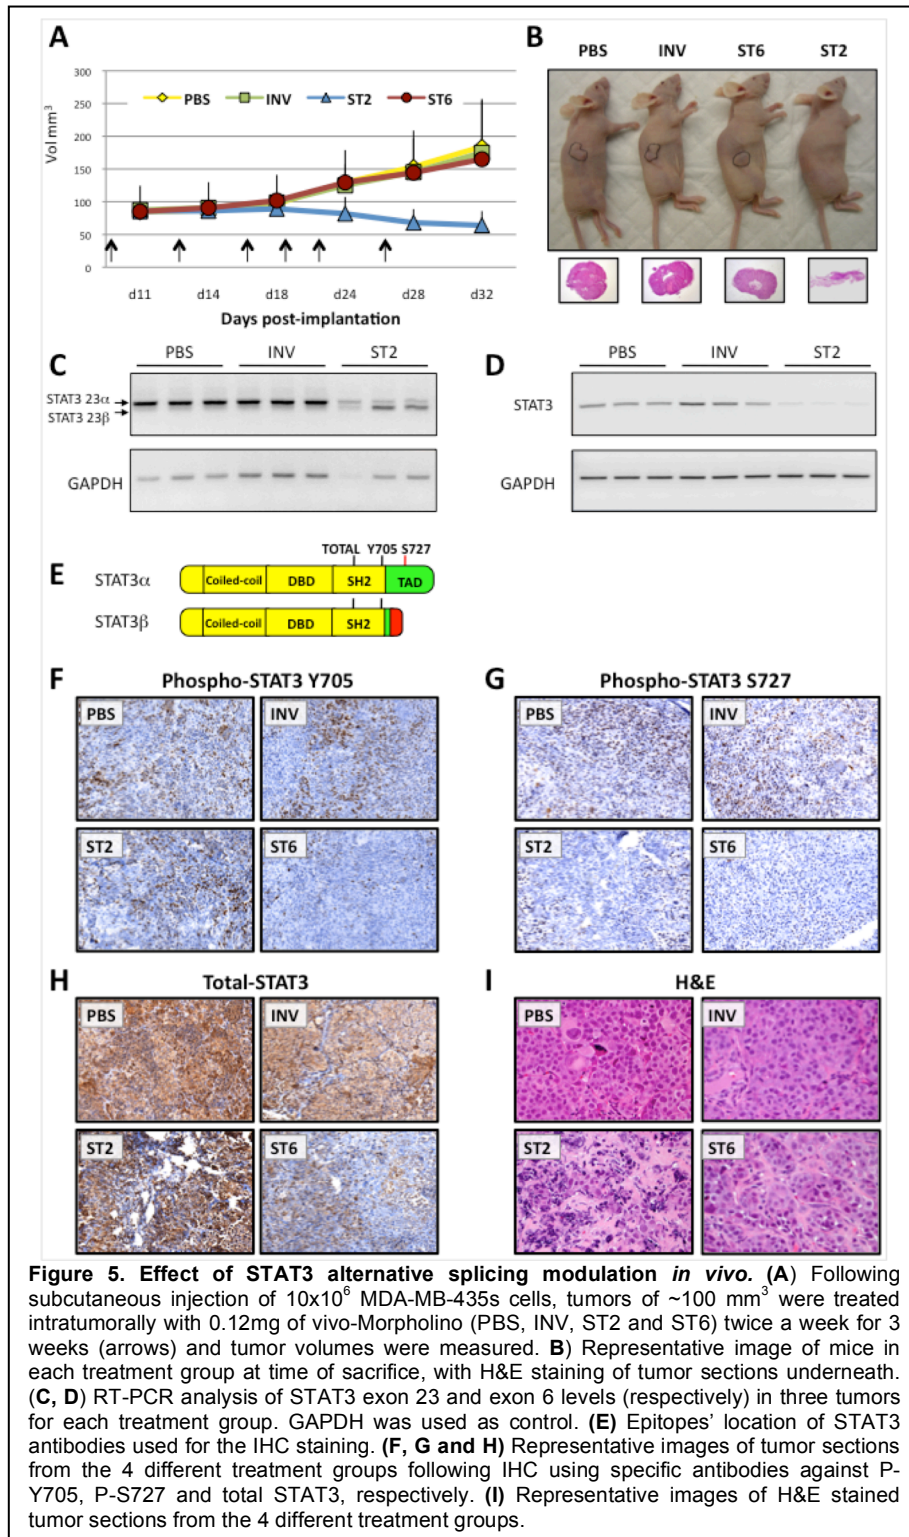 A
B
PBS INV ST6 ST2
300
250
200
150
100
50
0
Vol mm³
PBS INV ST2 ST6
d11 d14 d18 d24 d28 d32
Days post-implantation
C
PBS INV ST2
STAT3 23α
STAT3 23β
GAPDH
D
PBS INV ST2
STAT3
GAPDH
E
TOTAL Y705 S727
STAT3α
Coiled-coil DBD SH2 TAD
STAT3β
Coiled-coil DBD SH2
F
Phospho-STAT3 Y705
PBS INV
ST2 ST6
G
Phospho-STAT3 S727
PBS INV
ST2 ST6
H
Total-STAT3
PBS INV
ST2 ST6
I
H&E
PBS INV
ST2 ST6
Figure 5. Effect of STAT3 alternative splicing modulation in vivo. (A) Following
subcutaneous injection of 10x10⁶ MDA-MB-435s cells, tumors of ~100 mm³ were treated
intratumorally with 0.12mg of vivo-Morpholino (PBS, INV, ST2 and ST6) twice a week for 3
weeks (arrows) and tumor volumes were measured. B) Representative image of mice in
each treatment group at time of sacrifice, with H&E staining of tumor sections underneath.
(C, D) RT-PCR analysis of STAT3 exon 23 and exon 6 levels (respectively) in three tumors
for each treatment group. GAPDH was used as control. (E) Epitopes' location of STAT3
antibodies used for the IHC staining. (F, G and H) Representative images of tumor sections
from the 4 different treatment groups following IHC using specific antibodies against P-
Y705, P-S727 and total STAT3, respectively. (I) Representative images of H&E stained
tumor sections from the 4 different treatment groups.